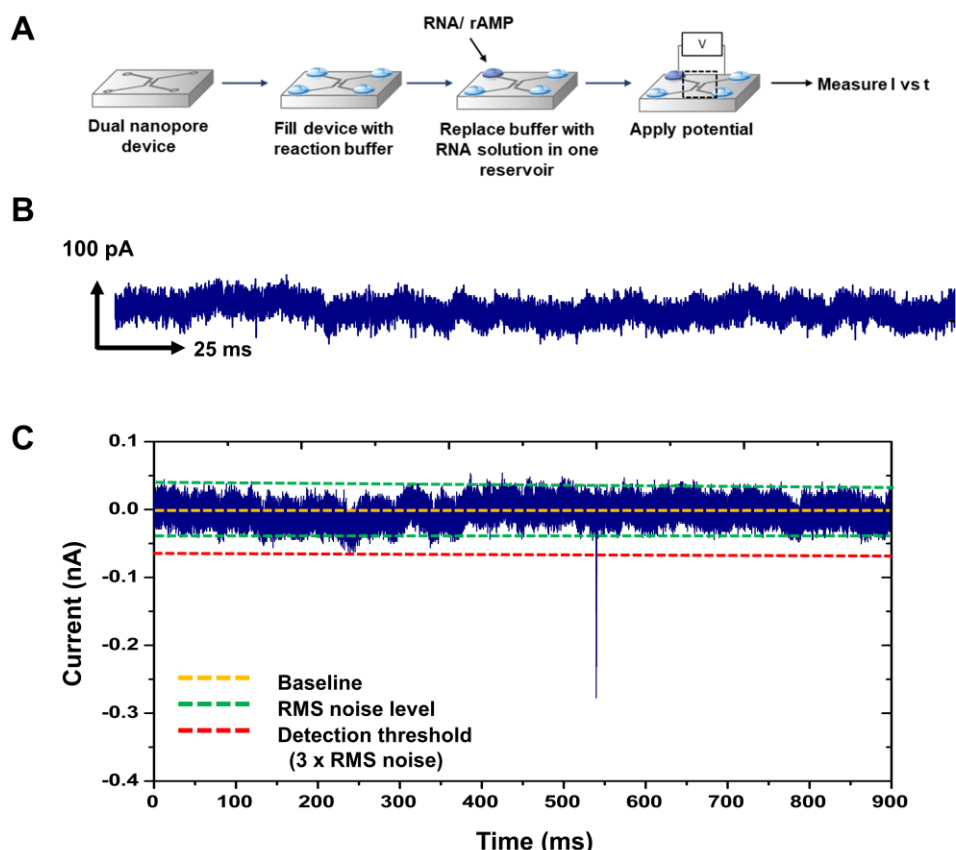 A
RNA/ rAMP
V
Measure I vs t
Dual nanopore
device
Fill device with
reaction buffer
Replace buffer with
RNA solution in one
reservoir
Apply potential
B
100 pA
25 ms
C
0.1
0.0
-0.1
-0.2
-0.3
-0.4
Current (nA)
Baseline
RMS noise level
Detection threshold
(3 x RMS noise)
0 100 200 300 400 500 600 700 800 900
Time (ms)